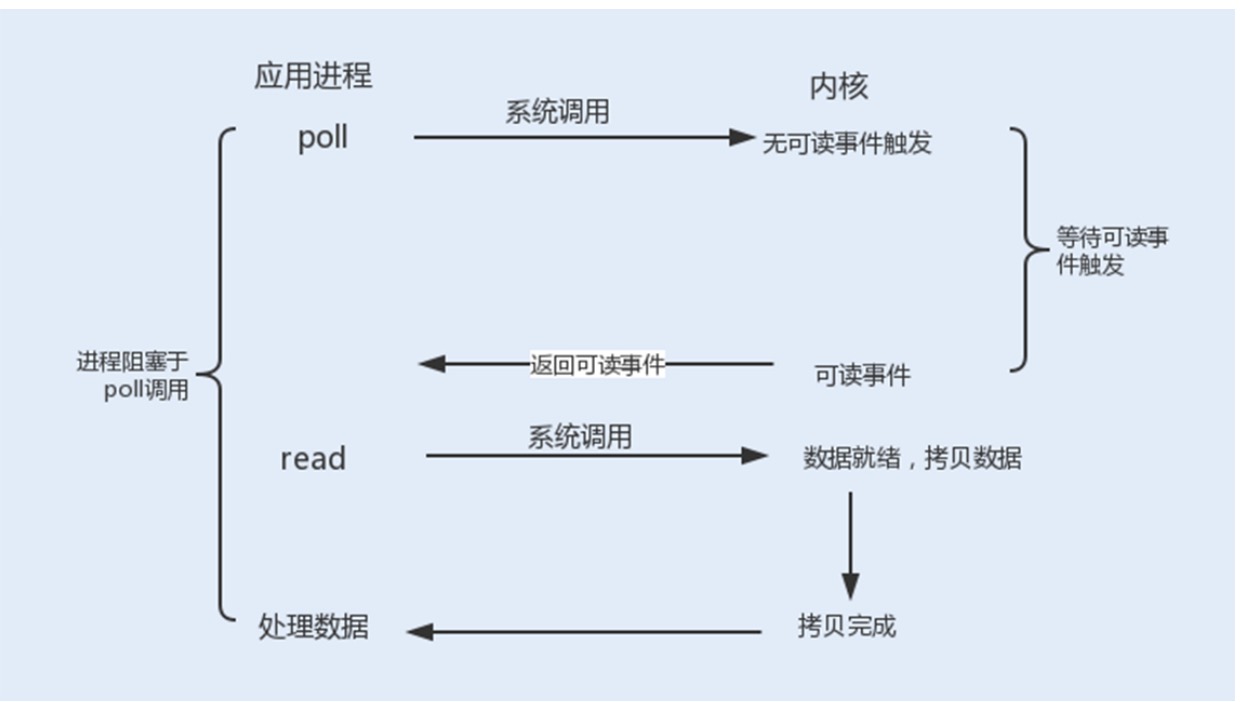 应用进程
内核
系统调用
poll
无可读事件触发
等待可读事
件触发
进程阻塞于
poll调用
返回可读事件
可读事件
系统调用
read
数据就绪，拷贝数据
处理数据
拷贝完成